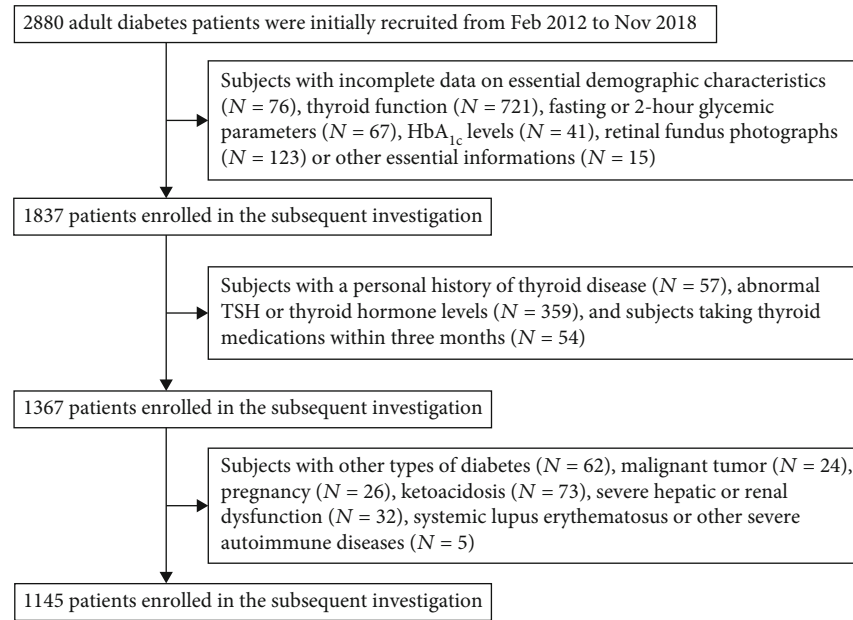 2880 adult diabetes patients were initially recruited from Feb 2012 to Nov 2018
Subjects with incomplete data on essential demographic characteristics
(N = 76), thyroid function (N = 721), fasting or 2-hour glycemic
parameters (N = 67), HbA1c levels (N = 41), retinal fundus photographs
(N = 123) or other essential informations (N = 15)
1837 patients enrolled in the subsequent investigation
Subjects with a personal history of thyroid disease (N = 57), abnormal
TSH or thyroid hormone levels (N = 359), and subjects taking thyroid
medications within three months (N = 54)
1367 patients enrolled in the subsequent investigation
Subjects with other types of diabetes (N = 62), malignant tumor (N = 24),
pregnancy (N = 26), ketoacidosis (N = 73), severe hepatic or renal
dysfunction (N = 32), systemic lupus erythematosus or other severe
autoimmune diseases (N = 5)
1145 patients enrolled in the subsequent investigation